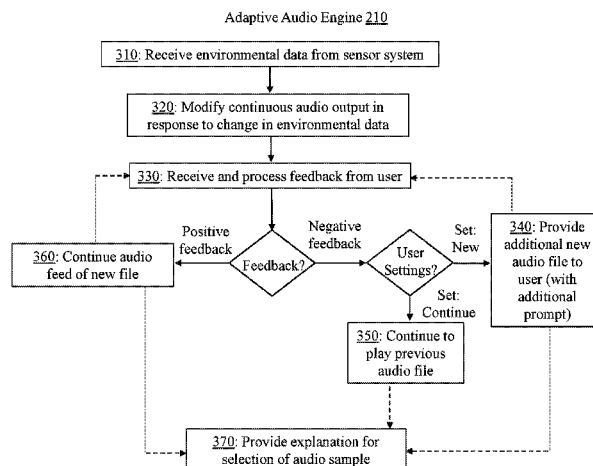 Adaptive Audio Engine 210
310: Receive environmental data from sensor system
320: Modify continuous audio output in
response to change in environmental data
330: Receive and process feedback from user
Positive
feedback
Negative
feedback
Set:
New
340: Provide
additional new
audio file to
user (with
additional
prompt)
360: Continue audio
feed of new file
Feedback?
User
Settings?
Set:
Continue
350: Continue to
play previous
audio file
370: Provide explanation for
selection of audio sample